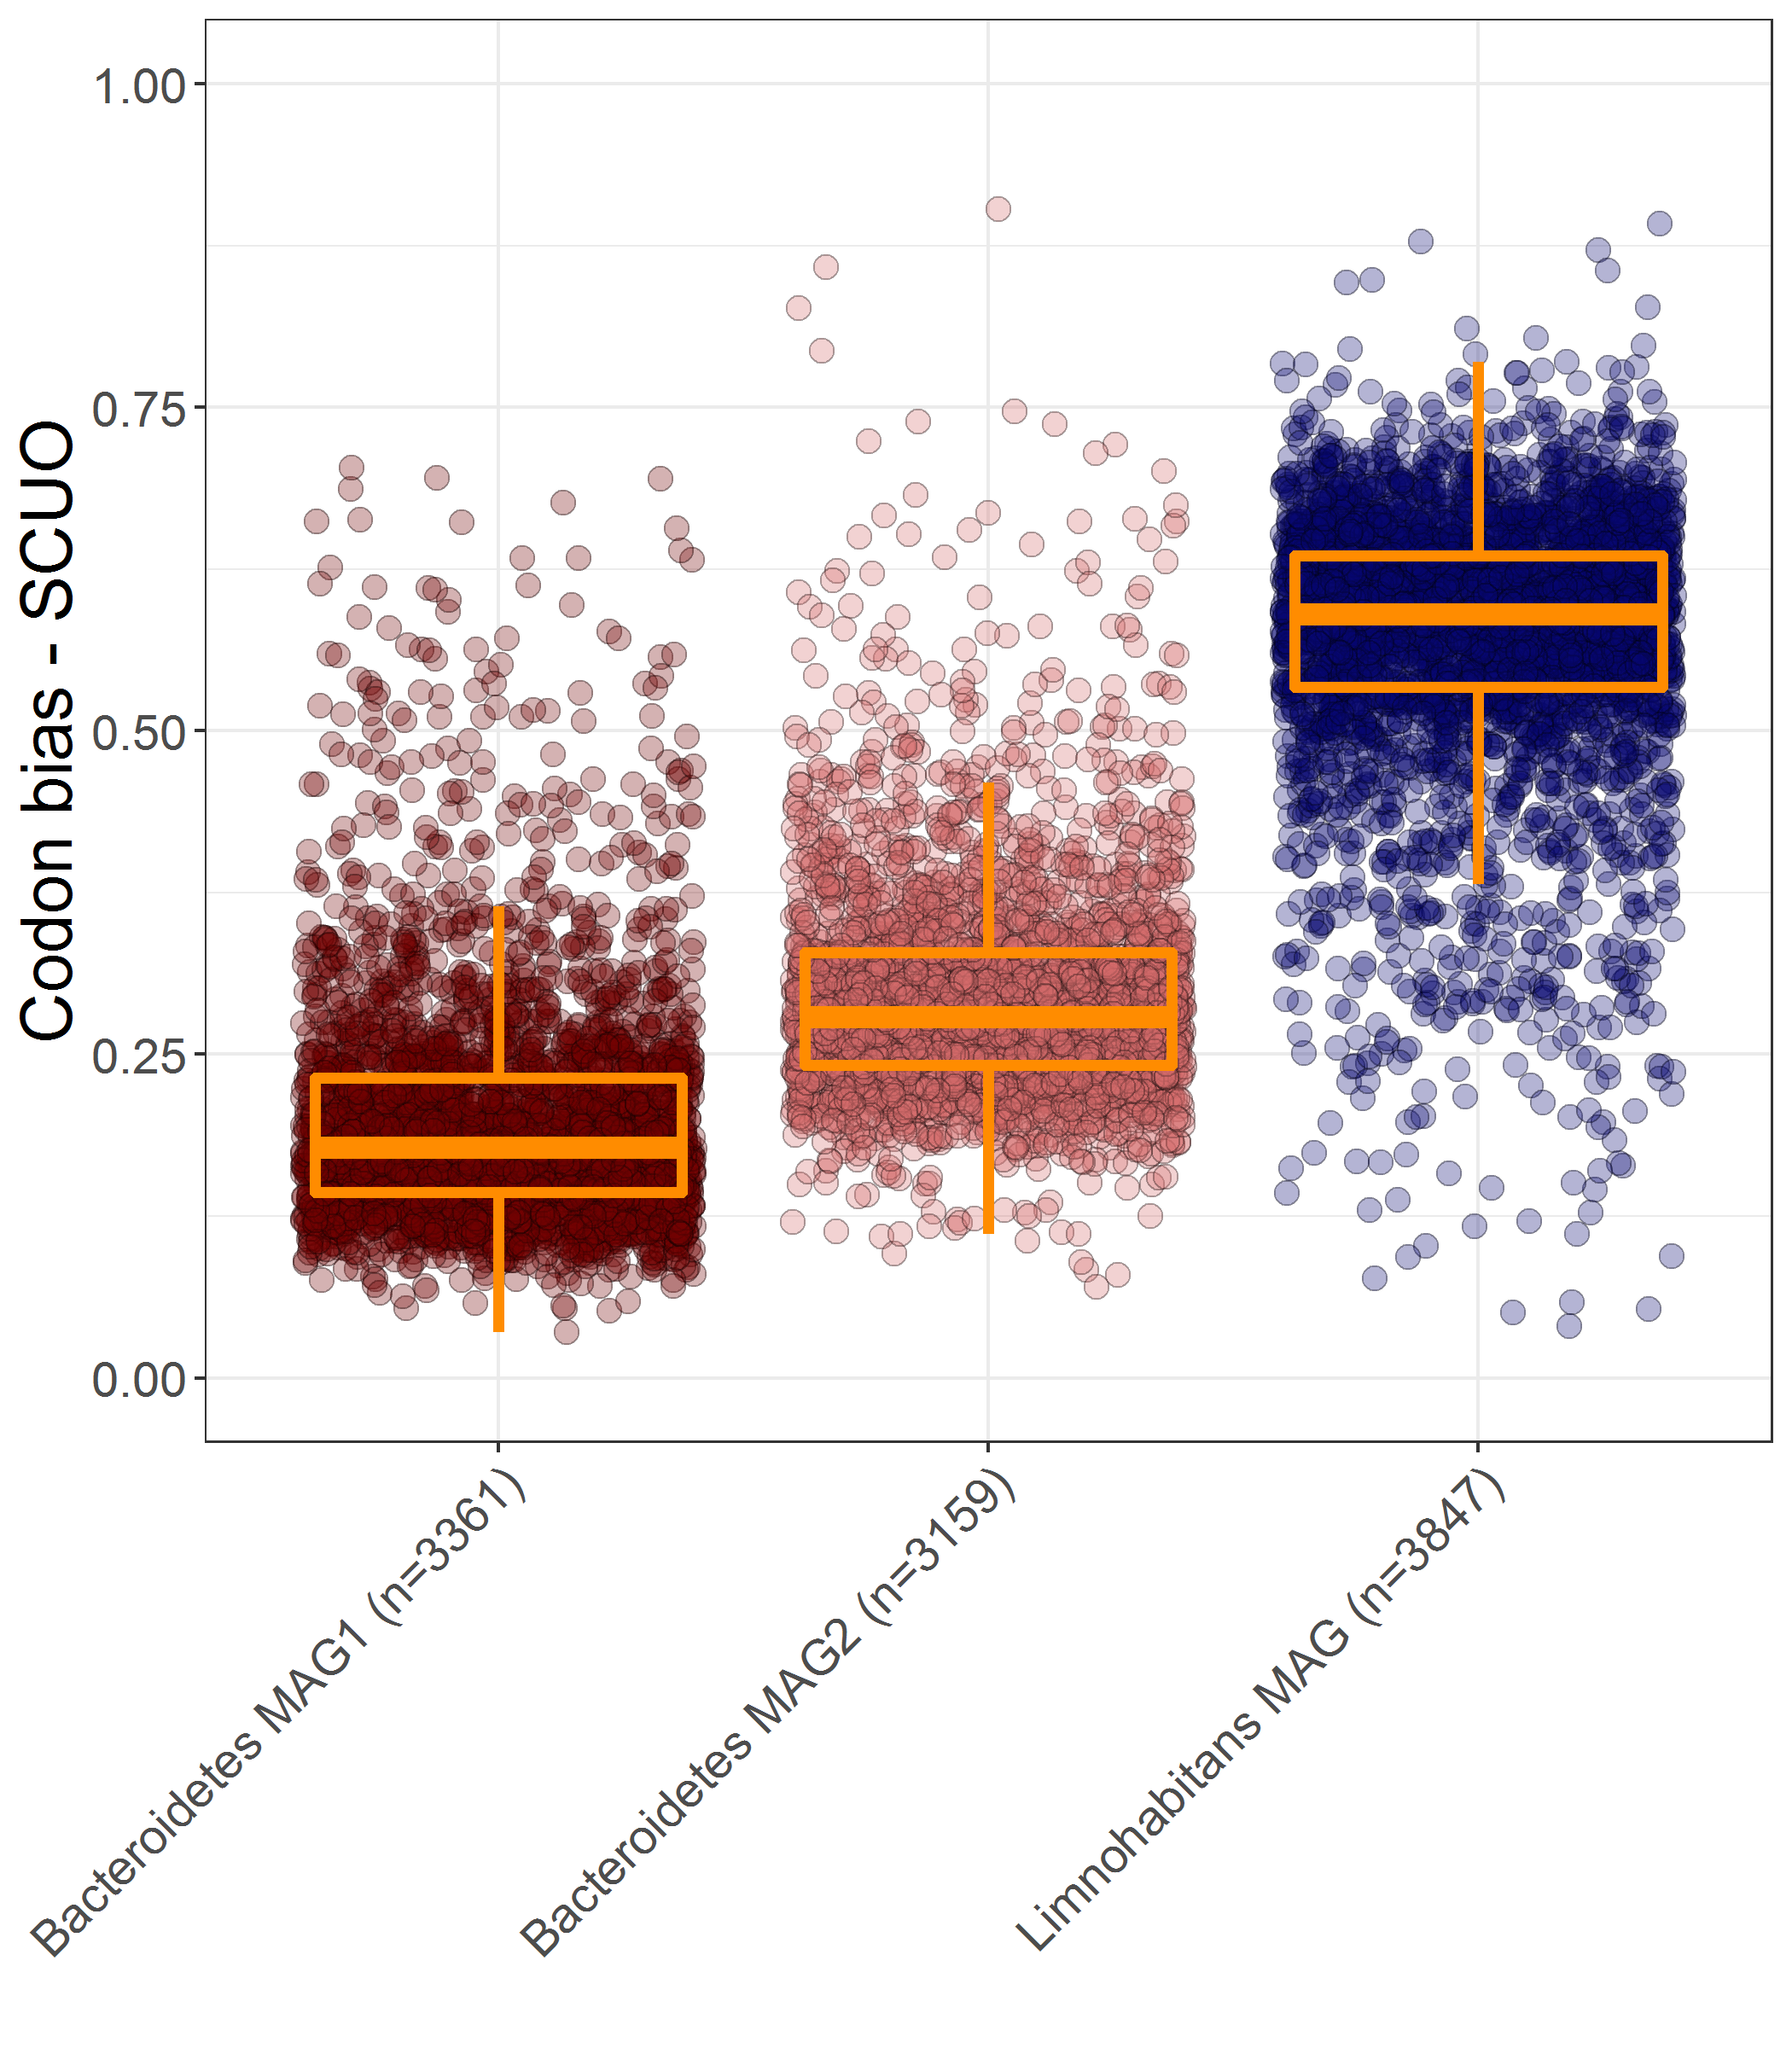 Codon bias - SCUO
1.00
0.75
0.50
0.25
0.00
Bacteroidetes MAG1 (n=3361)
Bacteroidetes MAG2 (n=3159)
Limnohabitans MAG (n=3847)